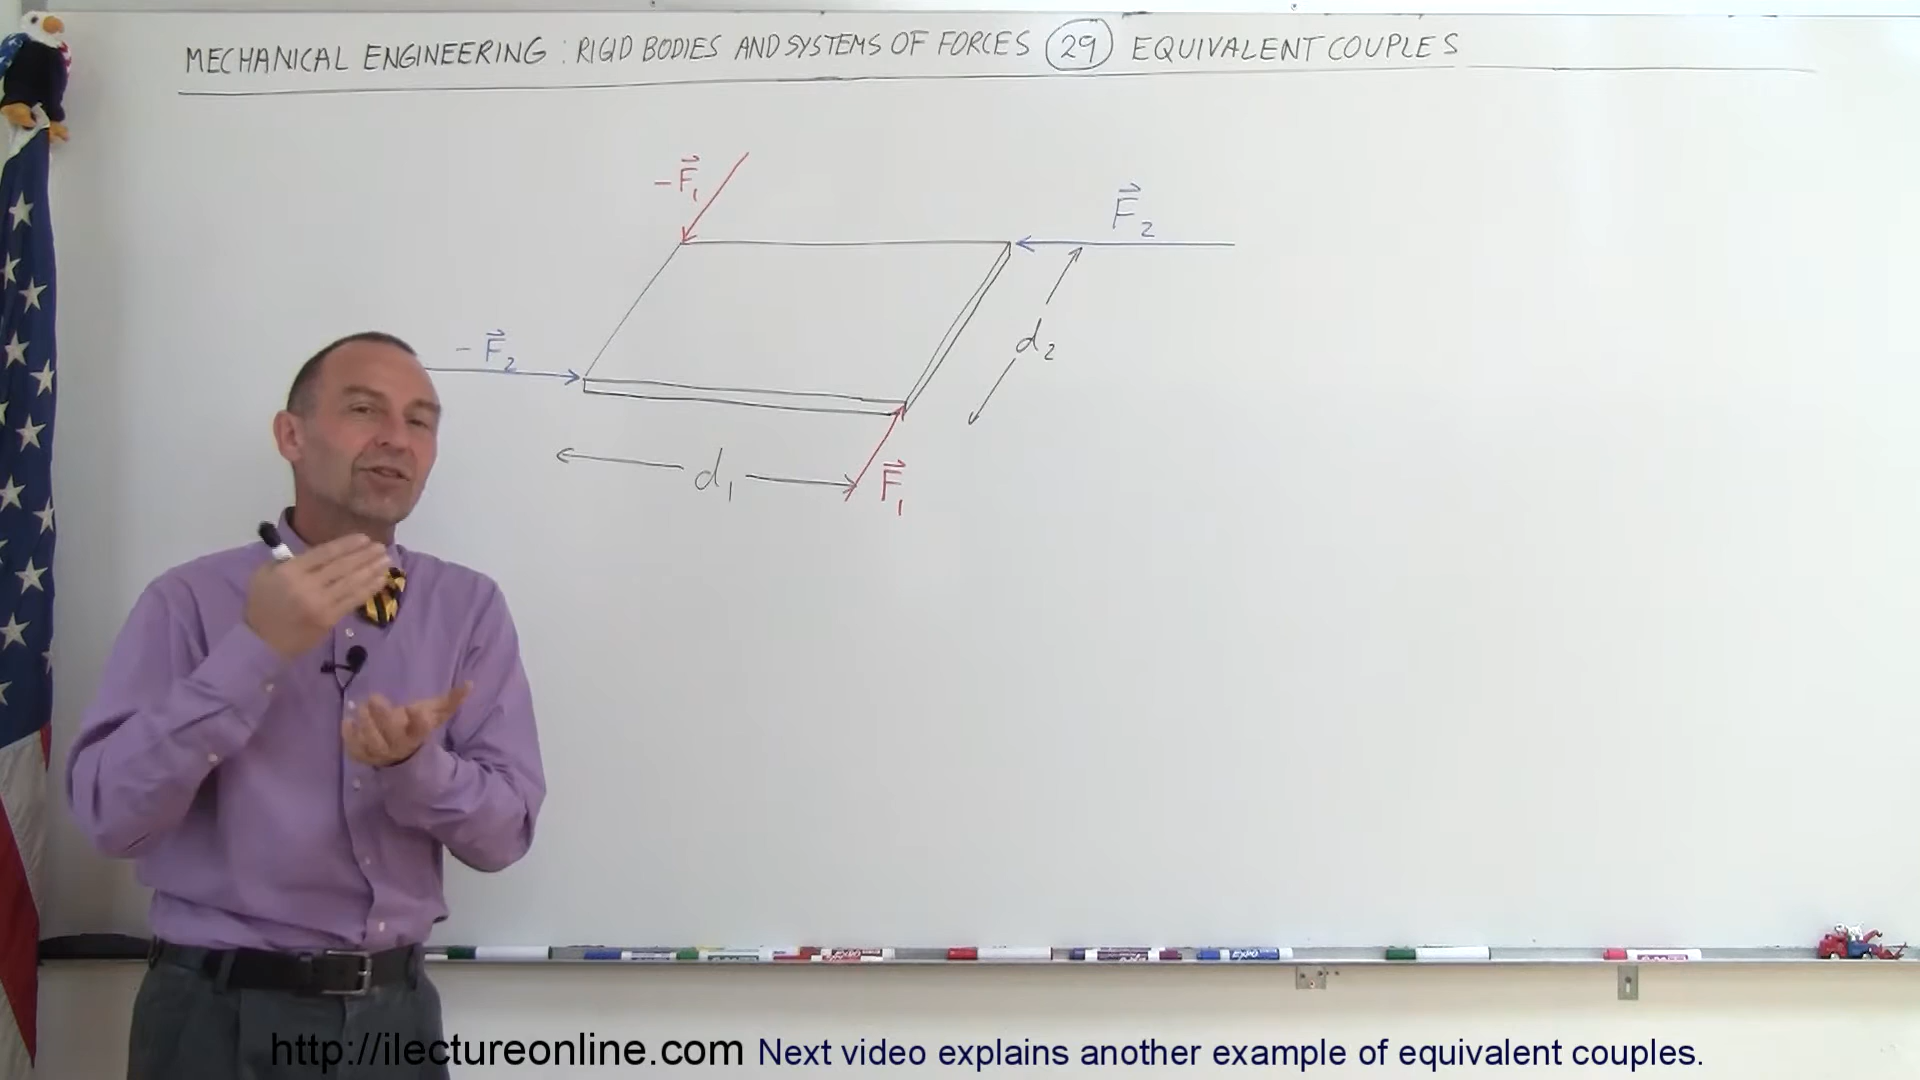 MECHANICAL ENGINEERING : RIGID BODIES AND SYSTEMS OF FORCES 29 EQUIVALENT COUPLES
-F₁
F₂
-F₂
d₂
d₁
F₁
EXPO
http://ilectureonline.com Next video explains another example of equivalent couples.